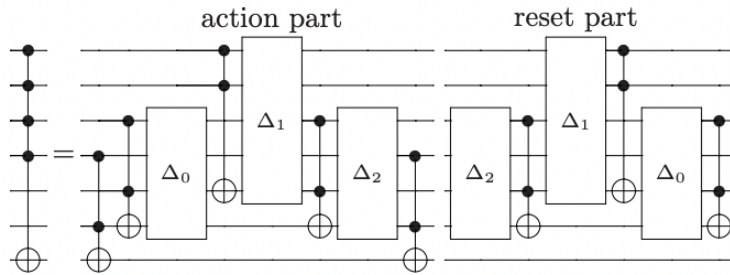 action part reset part
Δ₁ Δ₁
= Δ₀ Δ₂ Δ₂ Δ₀